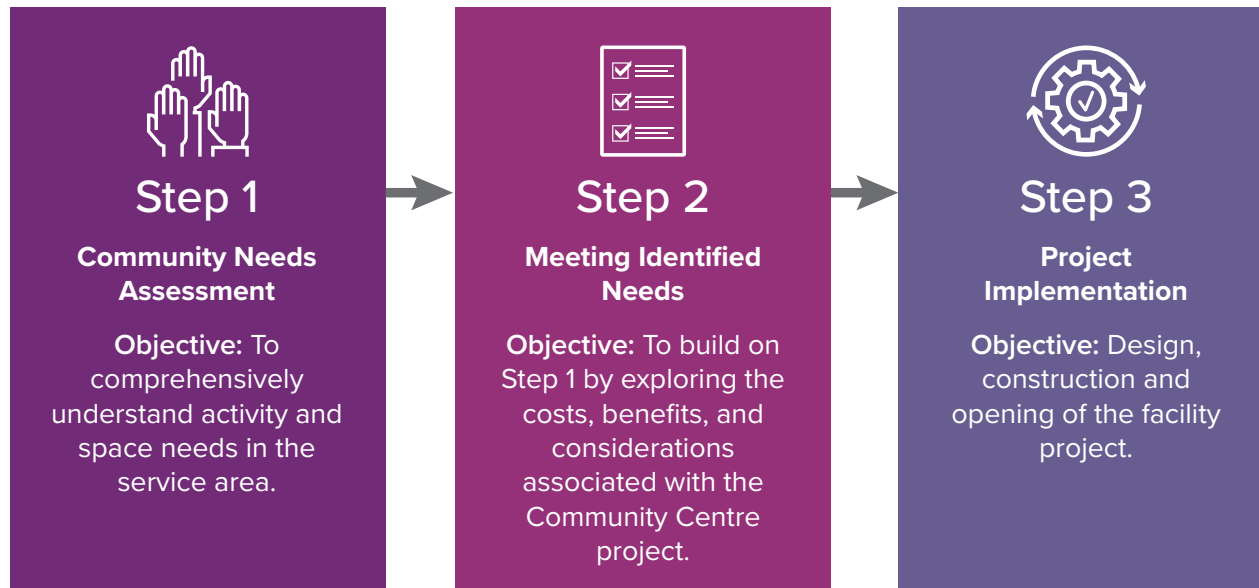 Step 1
Community Needs
Assessment
Objective: To
comprehensively
understand activity and
space needs in the
service area.
Step 2
Meeting Identified
Needs
Objective: To build on
Step 1 by exploring the
costs, benefits, and
considerations
associated with the
Community Centre
project.
Step 3
Project
Implementation
Objective: Design,
construction and
opening of the facility
project.